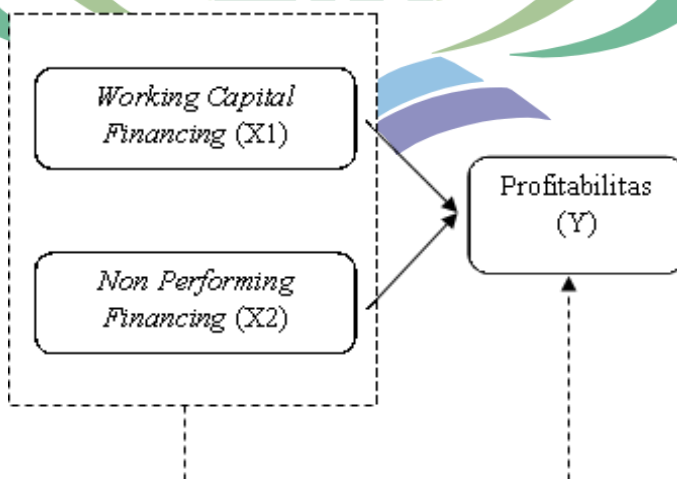 Working Capital
Financing (X1)
Profitabilitas
(Y)
Non Performing
Financing (X2)